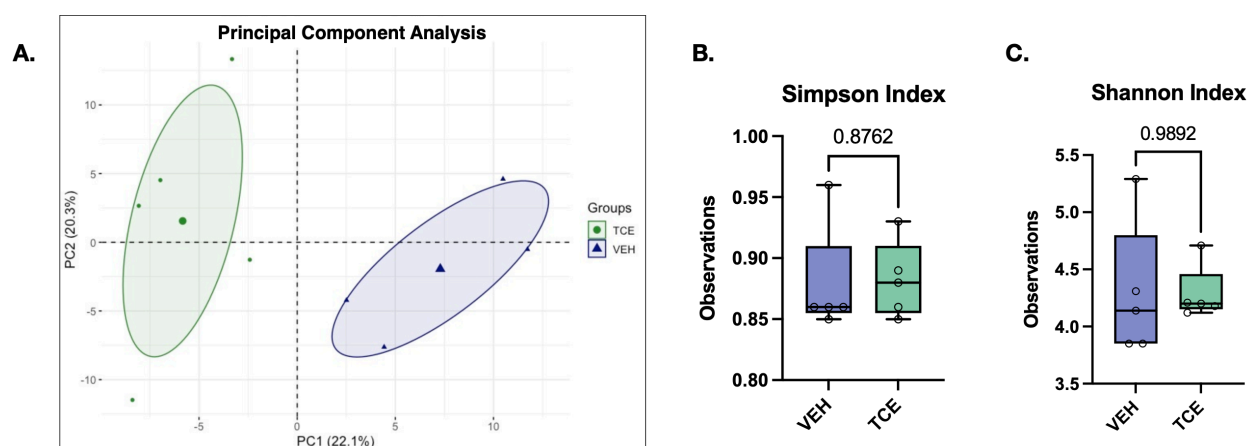 A.
Principal Component Analysis
10
5
0
-5
-10
PC2 (20.3%)
-5
0
5
10
PC1 (22.1%)
Groups
TCE
VEH
B.
Simpson Index
0.8762
1.00
0.95
0.90
0.85
0.80
Observations
VEH
TCE
C.
Shannon Index
0.9892
5.5
5.0
4.5
4.0
3.5
Observations
VEH
TCE